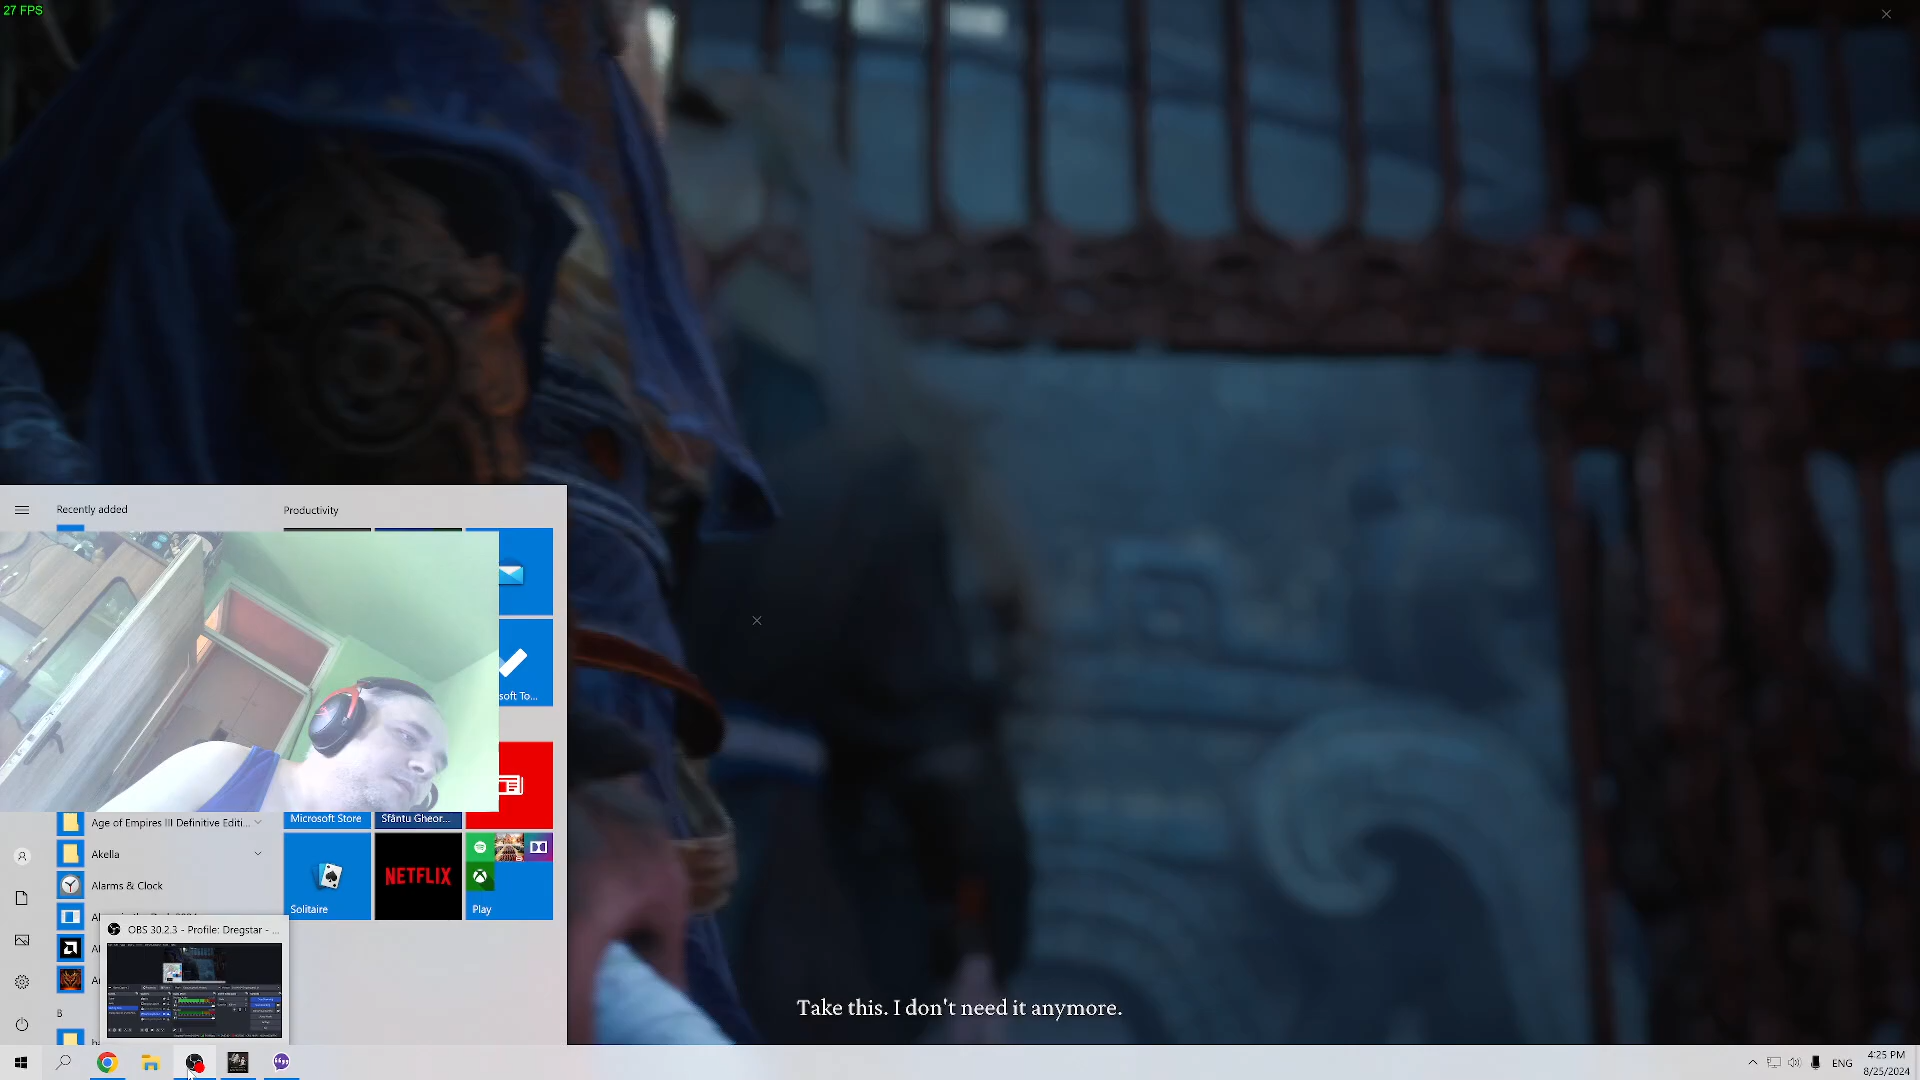 27 FPS
Recently added
Productivity
soft To...
Age of Empires III Definitive Editi...
Microsoft Store
Sfântu Gheor...
Akella
Alarms & Clock
NETFLIX
Solitaire
Play
OBS 30.2.3 - Profile: Dregstar - ...
B
Take this. I don't need it anymore.
ENG
4:25 PM
8/25/2024